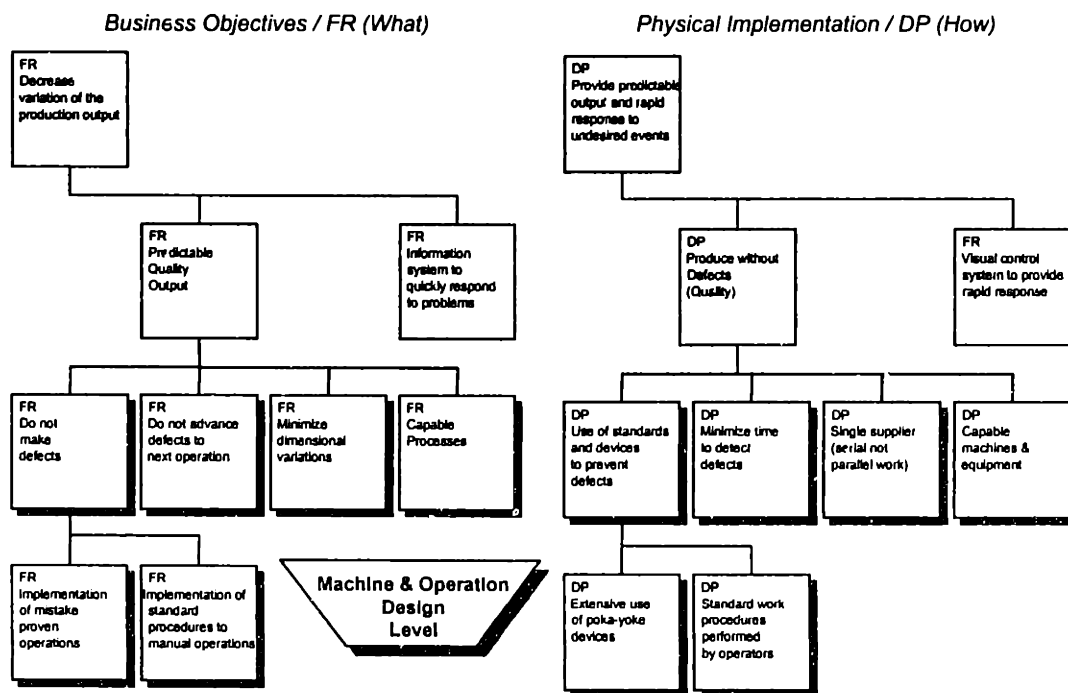 Business Objectives / FR (What)
Physical Implementation / DP (How)
FR
Decrease
variation of the
production output
DP
Provide predictable
output and rapid
response to
undesired events
FR
Predictable
Quality
Output
FR
Information
system to
quickly respond
to problems
DP
Produce without
Defects
(Quality)
FR
Visual control
system to provide
rapid response
FR
Do not
make
defects
FR
Do not advance
defects to
next operation
FR
Minimize
dimensional
variations
FR
Capable
Processes
DP
Use of standards
and devices
to prevent
defects
DP
Minimize time
to detect
defects
DP
Single supplier
(serial not
parallel work)
DP
Capable
machines &
equipment
FR
Implementation
of mistake
proven
operations
FR
Implementation of
standard
procedures to
manual operations
Machine & Operation
Design
Level
DP
Extensive use
of poka-yoke
devices
DP
Standard work
procedures
performed
by operators